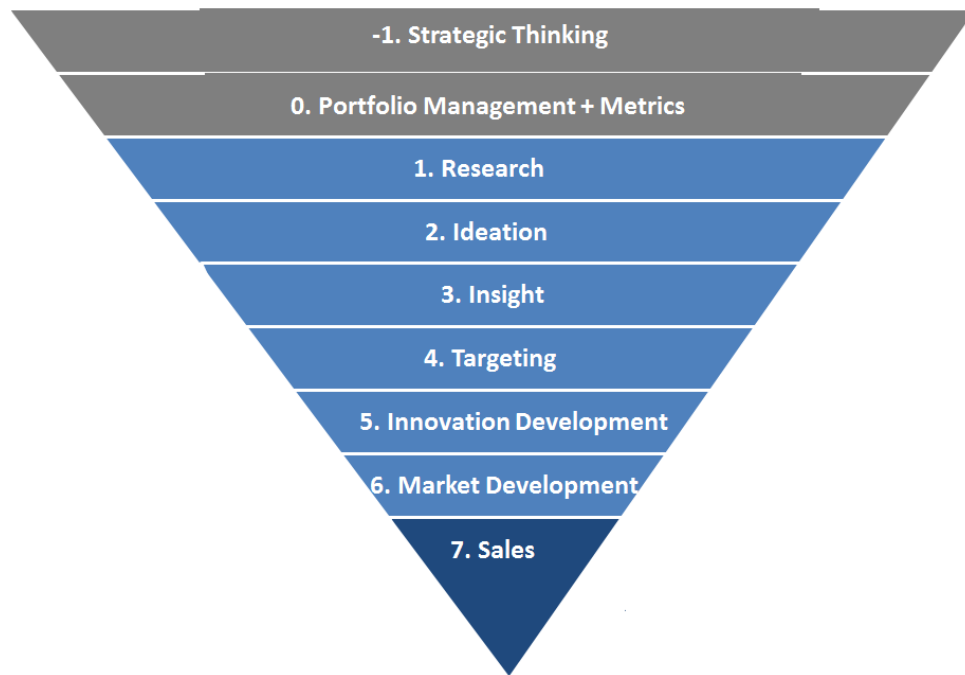 -1. Strategic Thinking
0. Portfolio Management + Metrics
1. Research
2. Ideation
3. Insight
4. Targeting
5. Innovation Development
6. Market Development
7. Sales